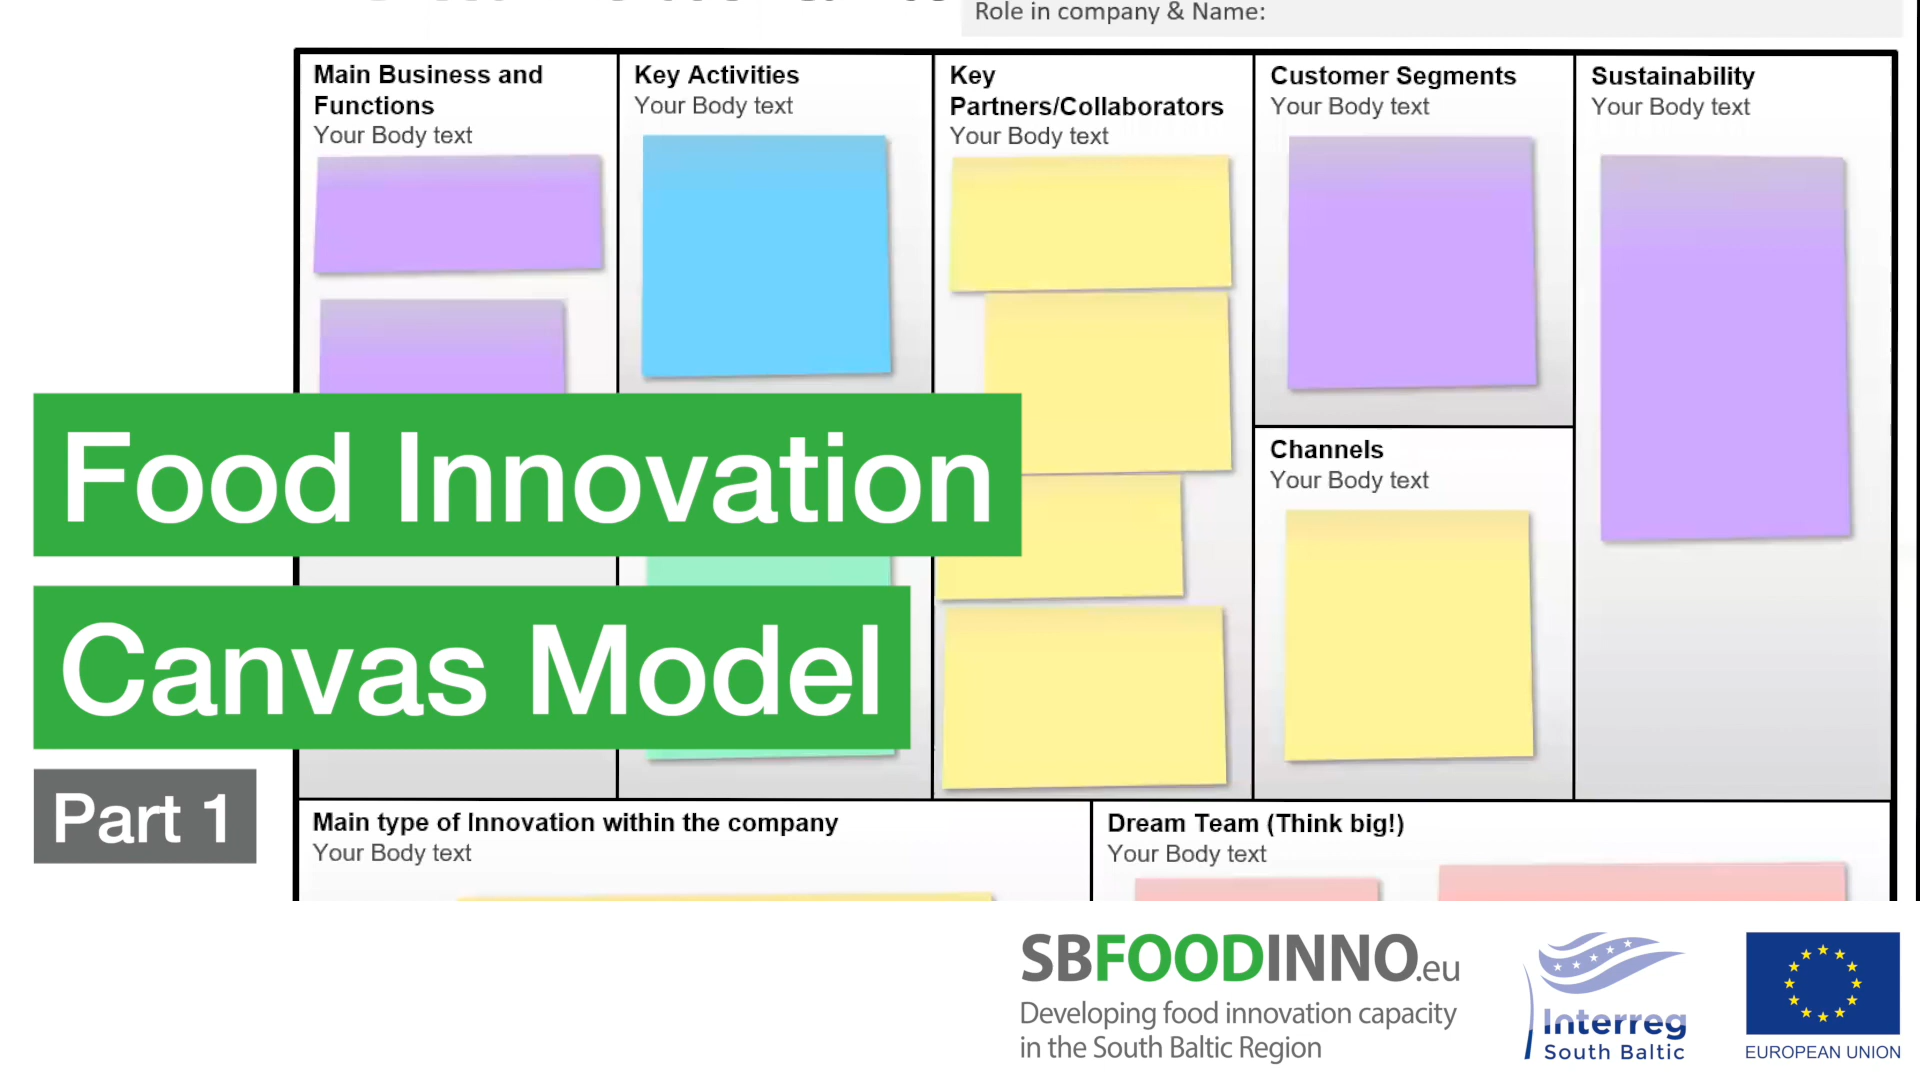 Role in company & Name:
Main Business and
Functions
Your Body text
Key Activities
Your Body text
Key
Partners/Collaborators
Your Body text
Customer Segments
Your Body text
Sustainability
Your Body text
Channels
Your Body text
Food Innovation
Canvas Model
Part 1
Main type of Innovation within the company
Your Body text
Dream Team (Think big!)
Your Body text
SBFOODINNO.eu
Developing food innovation capacity
in the South Baltic Region
Interreg
South Baltic
EUROPEAN UNION